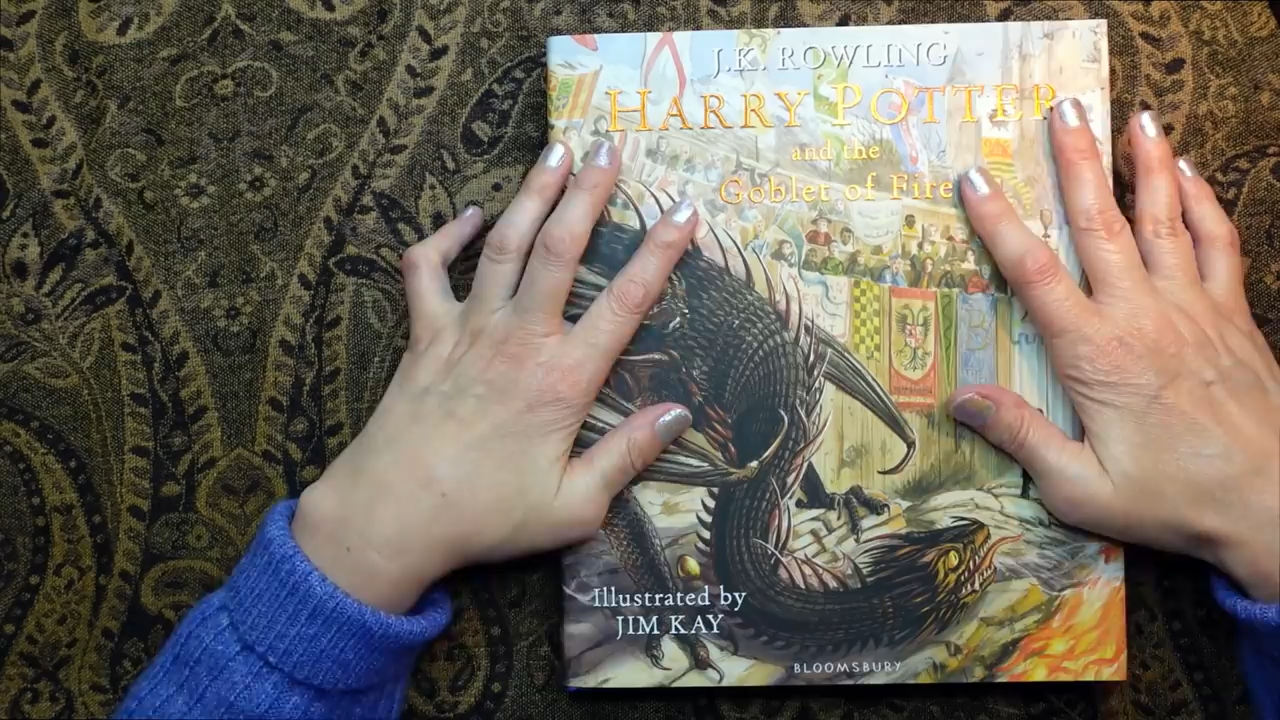 J.K. ROWLING
HARRY POTTER
and the
Goblet of Fire
Illustrated by
JIM KAY
BLOOMSBURY